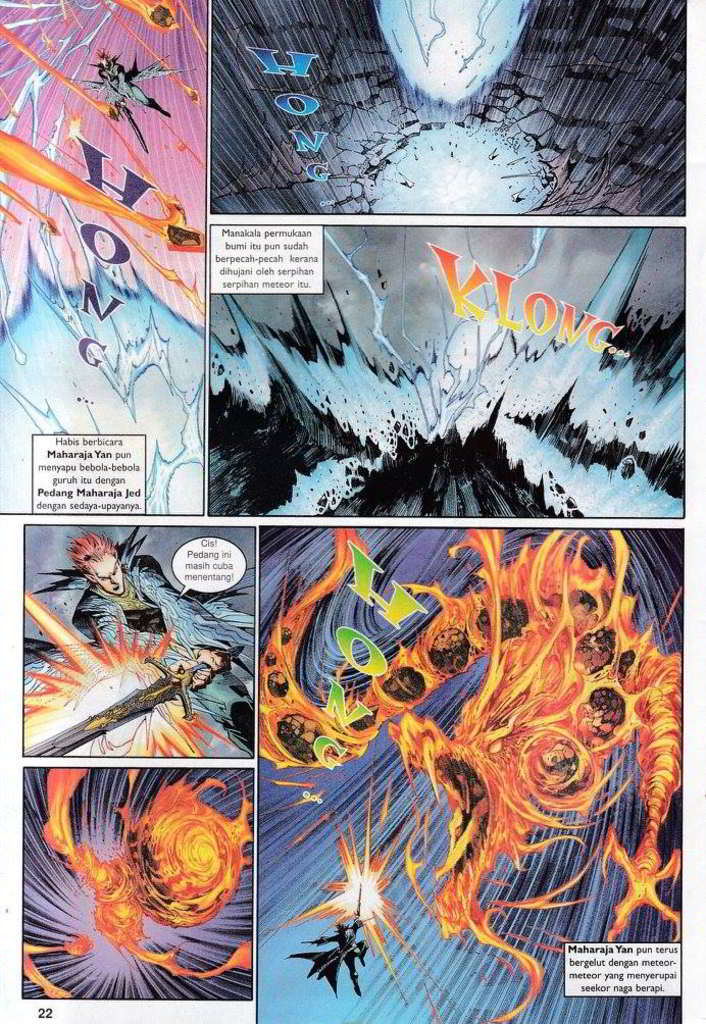 HONG
...
Habis berbicara
Maharaja Yan pun
menyapu bebola-bebola
guruh itu dengan
Pedang Maharaja Jed
dengan sedaya-upayanya.
HONG
...
Manakala permukaan
bumi itu pun sudah
berpecah-pecah kerana
dihujani oleh serpihan
serpihan meteor itu.
KLONG...
Cis!
Pedang ini
masih cuba
menentang!
HONG
...
Maharaja Yan pun terus
bergelut dengan meteor-
meteor yang menyerupai
seekor naga berapi.
22